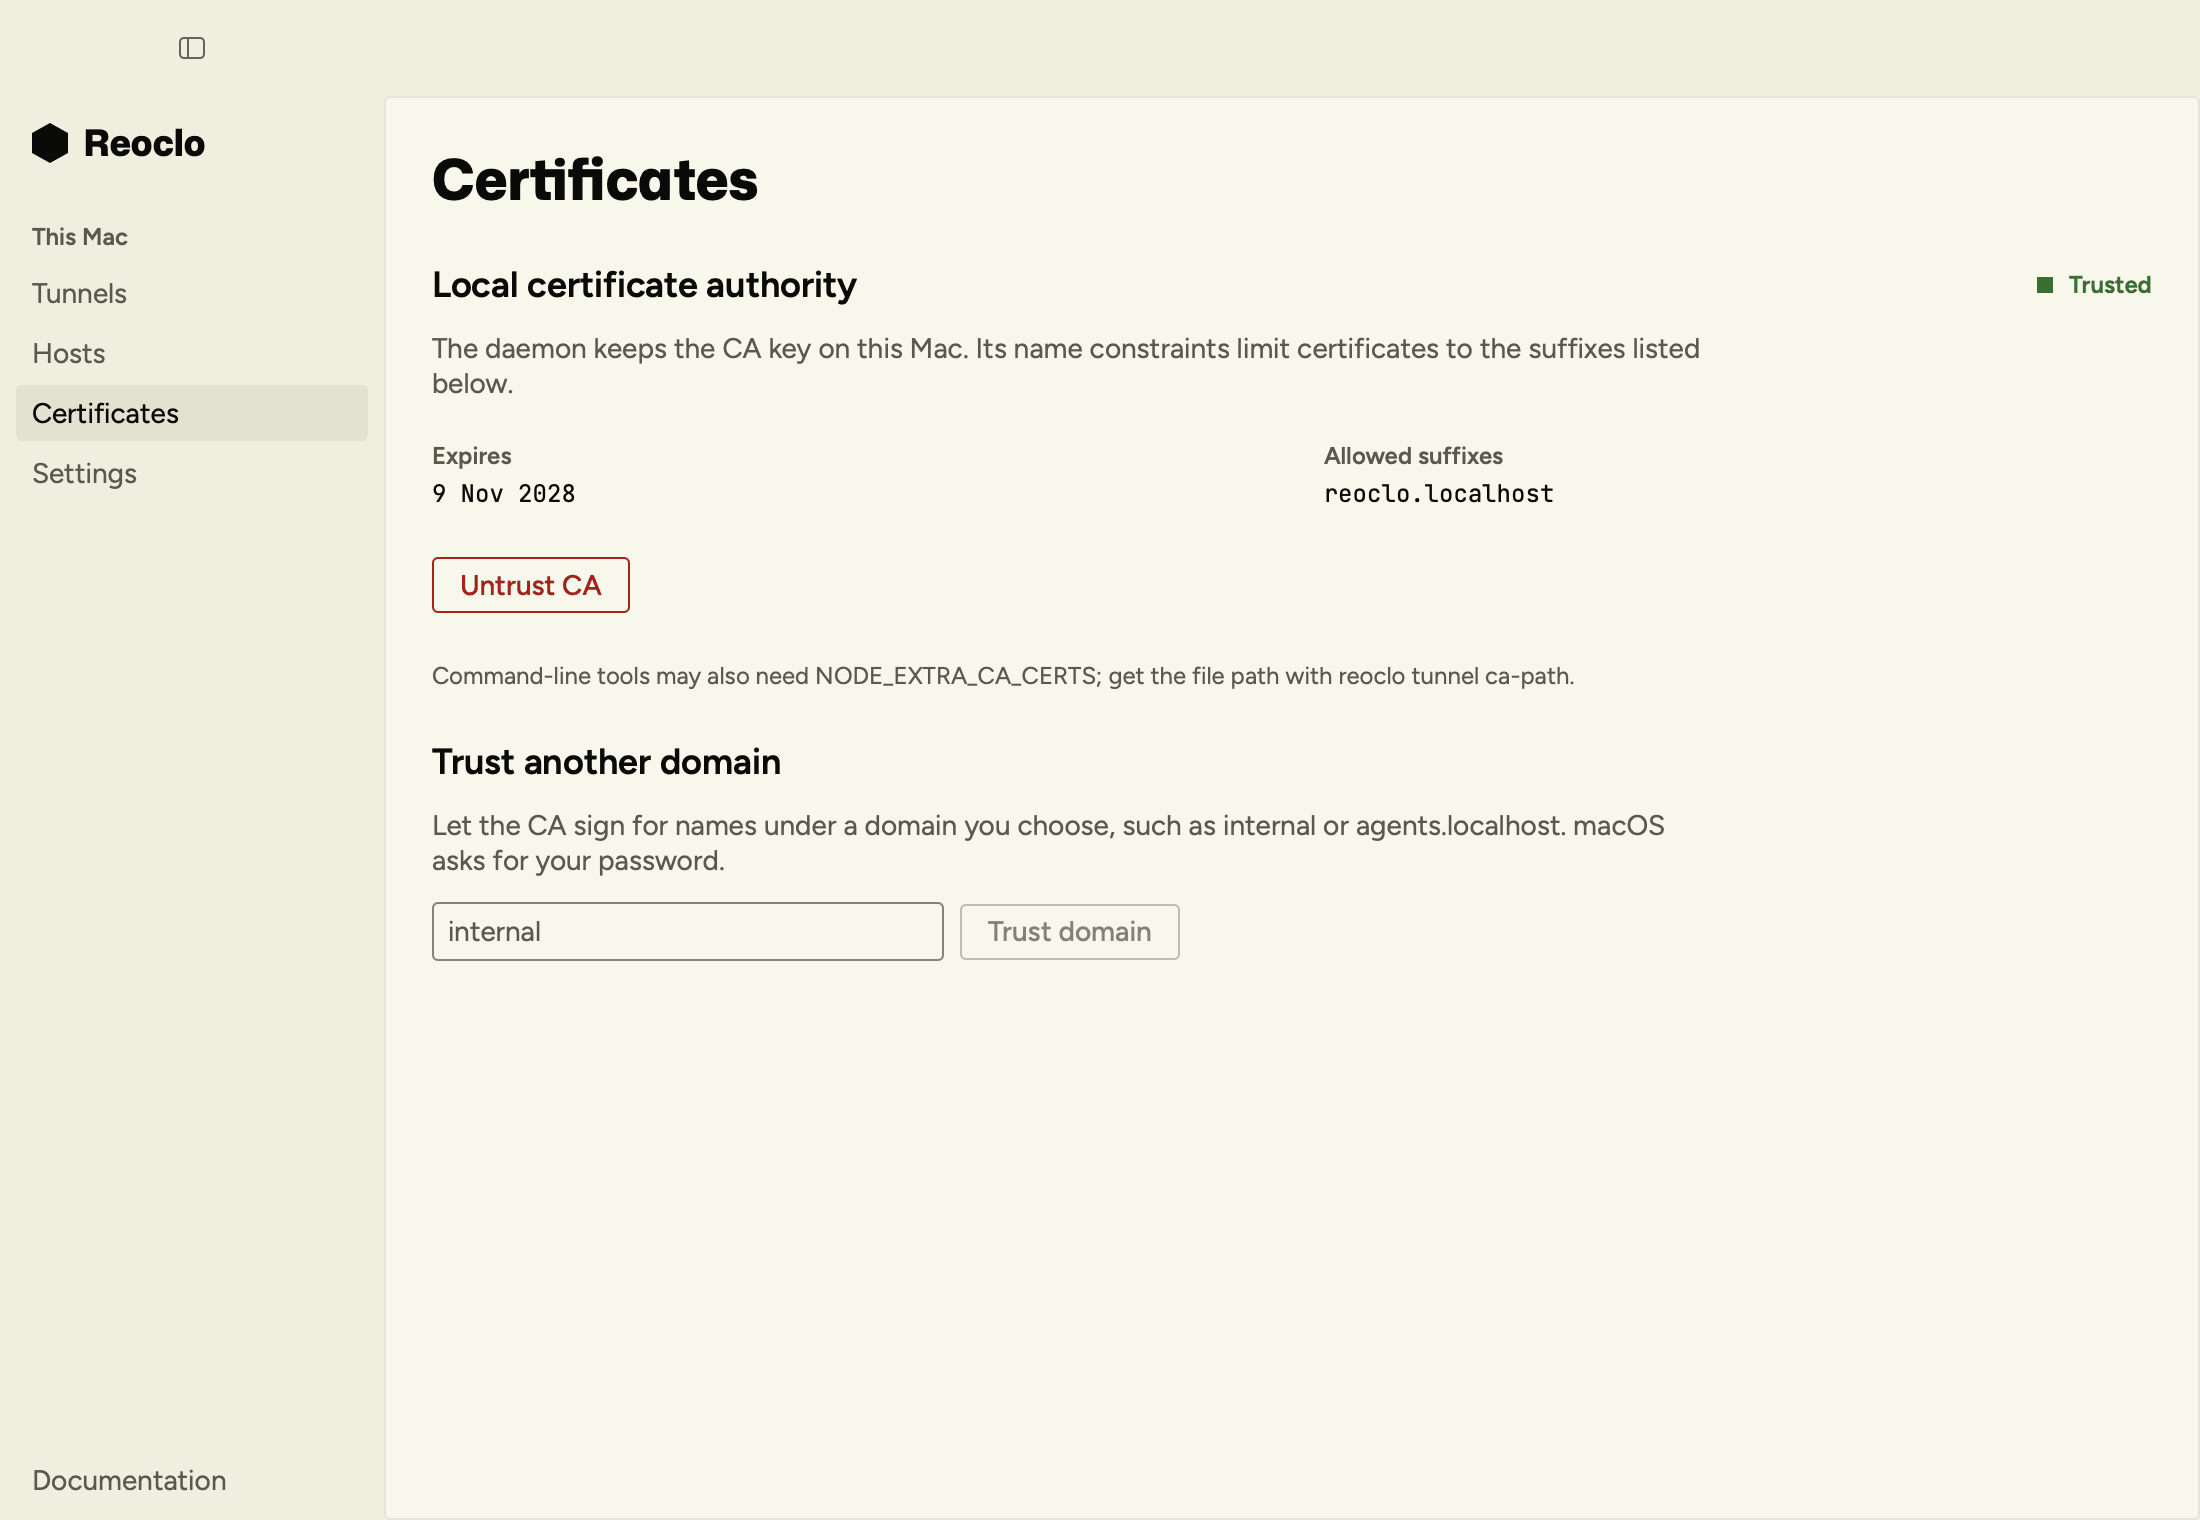 Reoclo
This Mac
Tunnels
Hosts
Certificates
Settings
Documentation
Certificates
Local certificate authority
Trusted
The daemon keeps the CA key on this Mac. Its name constraints limit certificates to the suffixes listed
below.
Expires
9 Nov 2028
Allowed suffixes
reoclo.localhost
Untrust CA
Command-line tools may also need NODE_EXTRA_CA_CERTS; get the file path with reoclo tunnel ca-path.
Trust another domain
Let the CA sign for names under a domain you choose, such as internal or agents.localhost. macOS
asks for your password.
internal
Trust domain